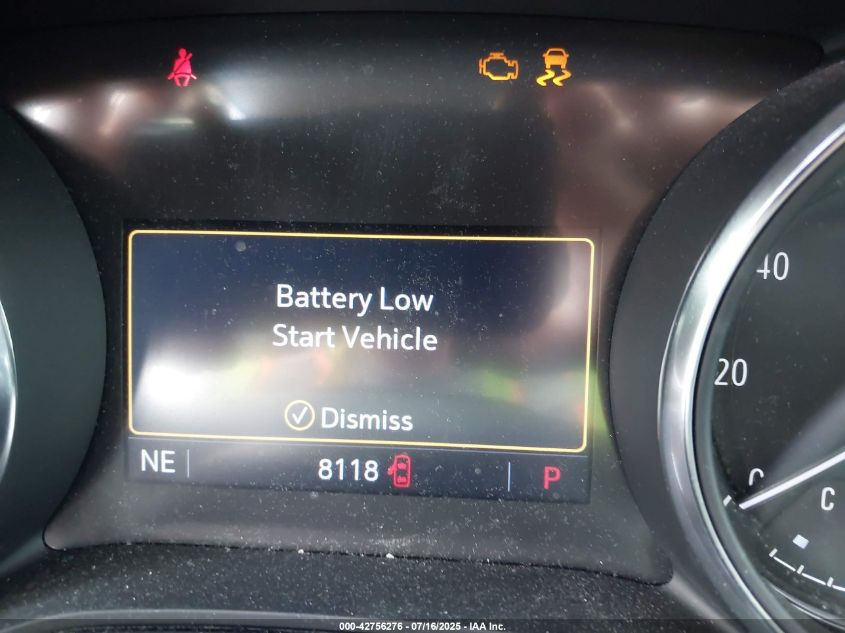 Battery Low
Start Vehicle
Dismiss
NE
8118
P
40
20
C
000-42756276 - 07/16/2025 - IAA Inc.